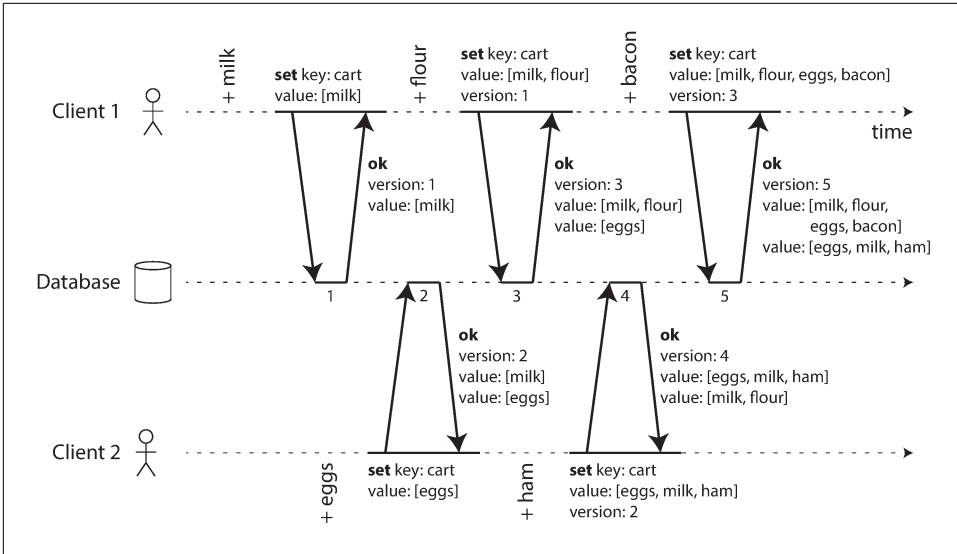 + milk
set key: cart
value: [milk]
+ flour
set key: cart
value: [milk, flour]
version: 1
+ bacon
set key: cart
value: [milk, flour, eggs, bacon]
version: 3
Client 1
time
ok
version: 1
value: [milk]
ok
version: 3
value: [milk, flour]
value: [eggs]
ok
version: 5
value: [milk, flour,
eggs, bacon]
value: [eggs, milk, ham]
Database
1
2
3
4
5
ok
version: 2
value: [milk]
value: [eggs]
ok
version: 4
value: [eggs, milk, ham]
value: [milk, flour]
Client 2
+ eggs
set key: cart
value: [eggs]
+ ham
set key: cart
value: [eggs, milk, ham]
version: 2